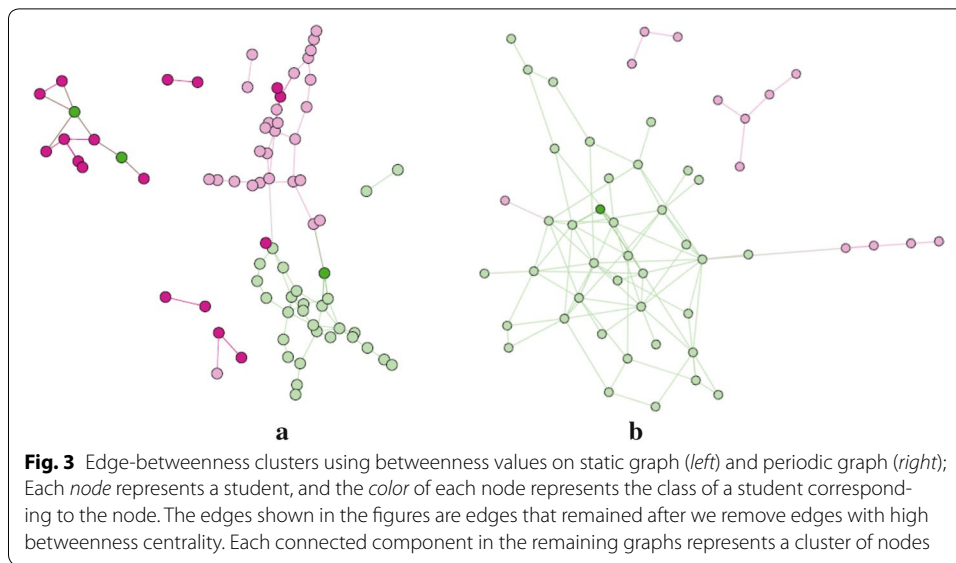 a
b
Fig. 3 Edge-betweenness clusters using betweenness values on static graph (left) and periodic graph (right);
Each node represents a student, and the color of each node represents the class of a student correspond-
ing to the node. The edges shown in the figures are edges that remained after we remove edges with high
betweenness centrality. Each connected component in the remaining graphs represents a cluster of nodes